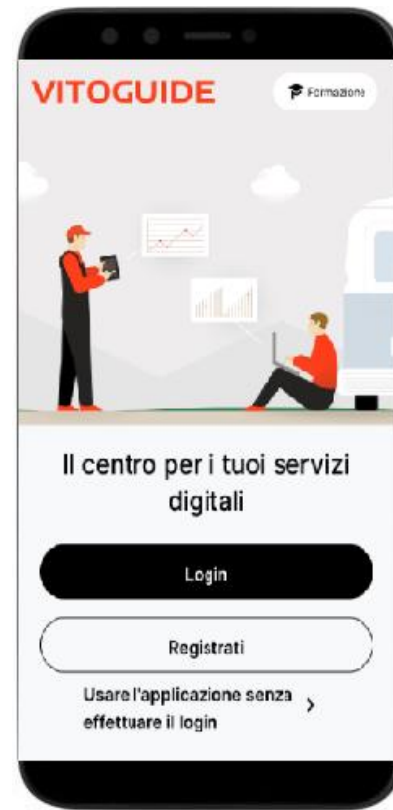 VITOGUIDE
Formazione
Il centro per i tuoi servizi
digitali
Login
Registrati
Usare l'applicazione senza
effettuare il login